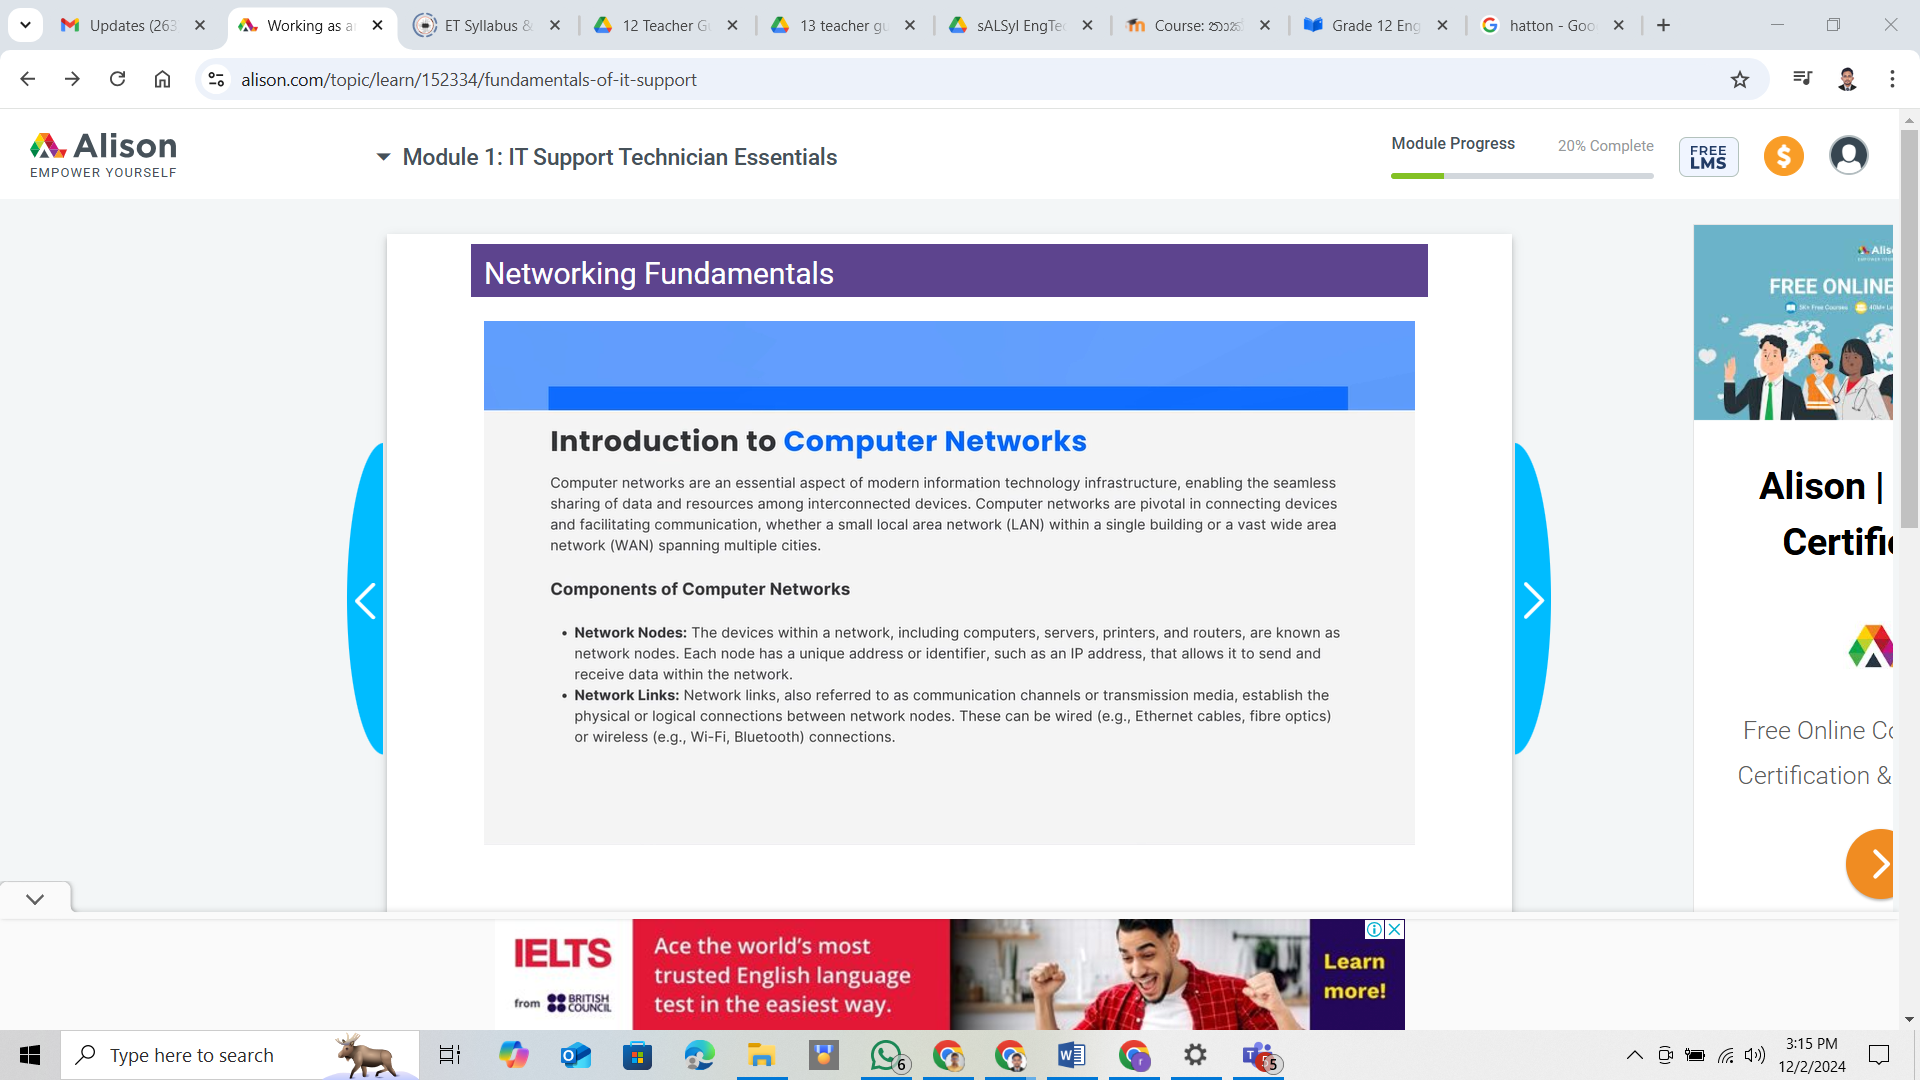 Updates (263
Working as a
ET Syllabus &
12 Teacher G
13 teacher gu
sALSyl EngTec
Course:
Grade 12 Eng
hatton - Goo
alison.com/topic/learn/152334/fundamentals-of-it-support
Alison
EMPOWER YOURSELF
Module 1: IT Support Technician Essentials
Module Progress
20% Complete
FREE
LMS
Networking Fundamentals
Introduction to Computer Networks
Computer networks are an essential aspect of modern information technology infrastructure, enabling the seamless
sharing of data and resources among interconnected devices. Computer networks are pivotal in connecting devices
and facilitating communication, whether a small local area network (LAN) within a single building or a vast wide area
network (WAN) spanning multiple cities.
Components of Computer Networks
• Network Nodes: The devices within a network, including computers, servers, printers, and routers, are known as
network nodes. Each node has a unique address or identifier, such as an IP address, that allows it to send and
receive data within the network.
• Network Links: Network links, also referred to as communication channels or transmission media, establish the
physical or logical connections between network nodes. These can be wired (e.g., Ethernet cables, fibre optics)
or wireless (e.g., Wi-Fi, Bluetooth) connections.
FREE ONLINE
Alison |
Certific
Free Online Co
Certification &
IELTS
from BRITISH COUNCIL
Ace the world's most
trusted English language
test in the easiest way.
Learn
more!
Type here to search
6
5
3:15 PM
12/2/2024